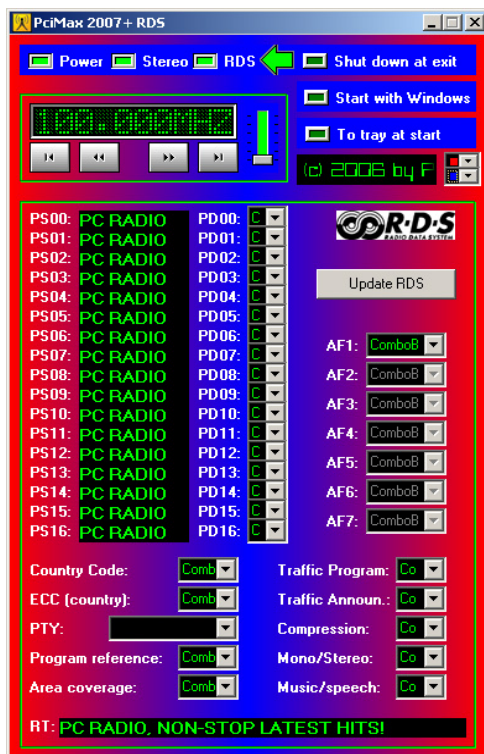 PciMax 2007+ RDS
Power Stereo RDS Shut down at exit
Start with Windows
100.000MHZ
To tray at start
(c) 2006 by P
PS00: PC RADIO PD00: C
PS01: PC RADIO PD01: C
PS02: PC RADIO PD02: C
PS03: PC RADIO PD03: C
PS04: PC RADIO PD04: C
PS05: PC RADIO PD05: C
PS06: PC RADIO PD06: C
PS07: PC RADIO PD07: C
PS08: PC RADIO PD08: C
PS09: PC RADIO PD09: C
PS10: PC RADIO PD10: C
PS11: PC RADIO PD11: C
PS12: PC RADIO PD12: C
PS13: PC RADIO PD13: C
PS14: PC RADIO PD14: C
PS15: PC RADIO PD15: C
PS16: PC RADIO PD16: C
R·D·S
RADIO DATA SYSTEM
Update RDS
AF1: ComboB
AF2: ComboB
AF3: ComboB
AF4: ComboB
AF5: ComboB
AF6: ComboB
AF7: ComboB
Country Code: Comb Traffic Program: Co
ECC (country): Comb Traffic Announ.: Co
PTY: Compression: Co
Program reference: Comb Mono/Stereo: Co
Area coverage: Comb Music/speech: Co
RT: PC RADIO, NON-STOP LATEST HITS!